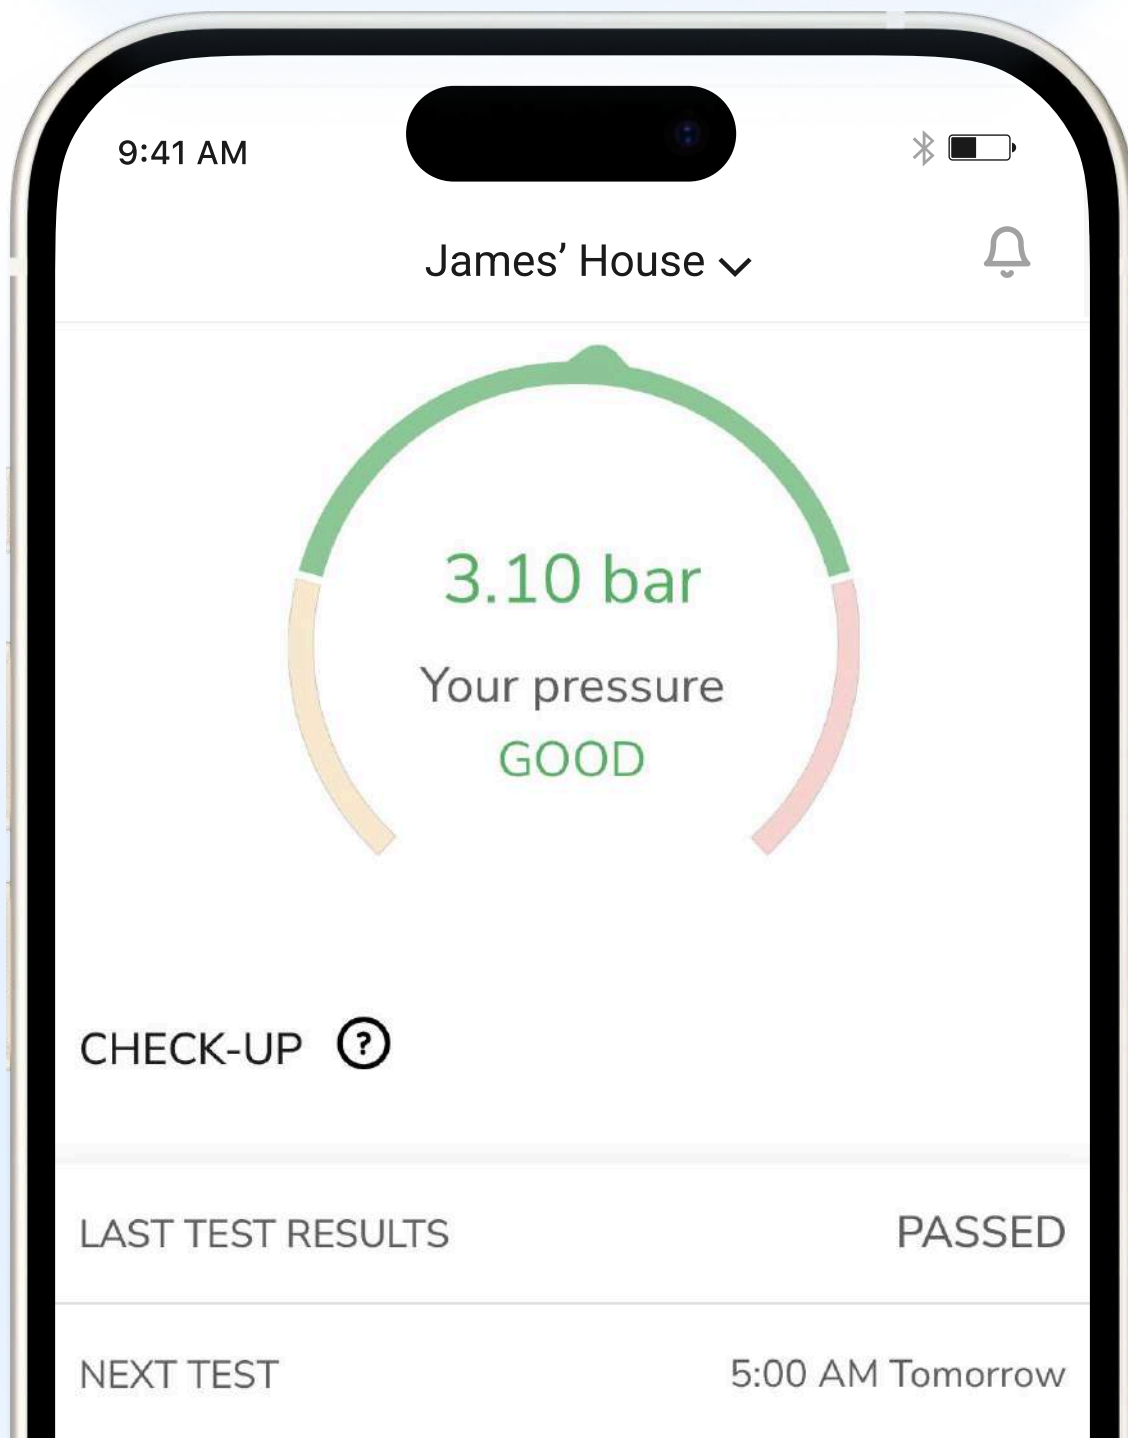 9:41 AM
James’ House
3.10 bar
Your pressure
GOOD
CHECK-UP ?
LAST TEST RESULTS PASSED
NEXT TEST 5:00 AM Tomorrow